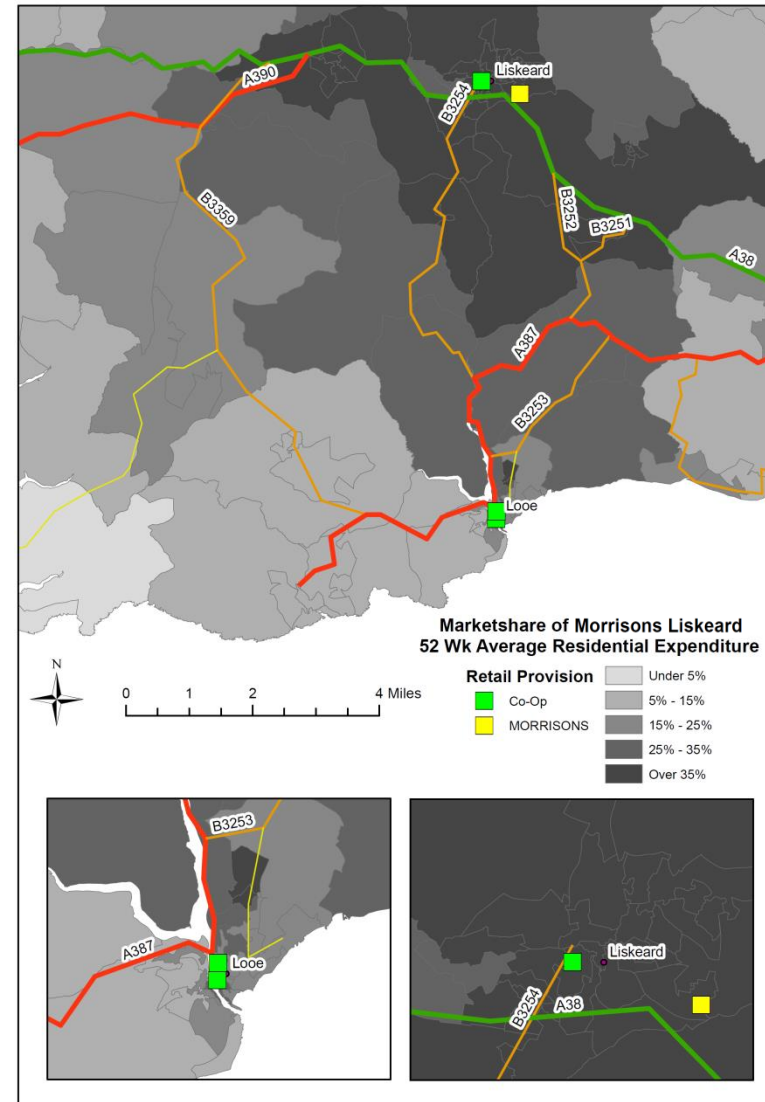 A390
B3254
Liskeard
B3359
B3252
B3251
A38
A387
B3253
Looe
Marketshare of Morrisons Liskeard
52 Wk Average Residential Expenditure
N
0 1 2 4 Miles
Retail Provision
Co-Op
MORRISONS
Under 5%
5% - 15%
15% - 25%
25% - 35%
Over 35%
B3253
A387
Looe
Liskeard
B3254
A38